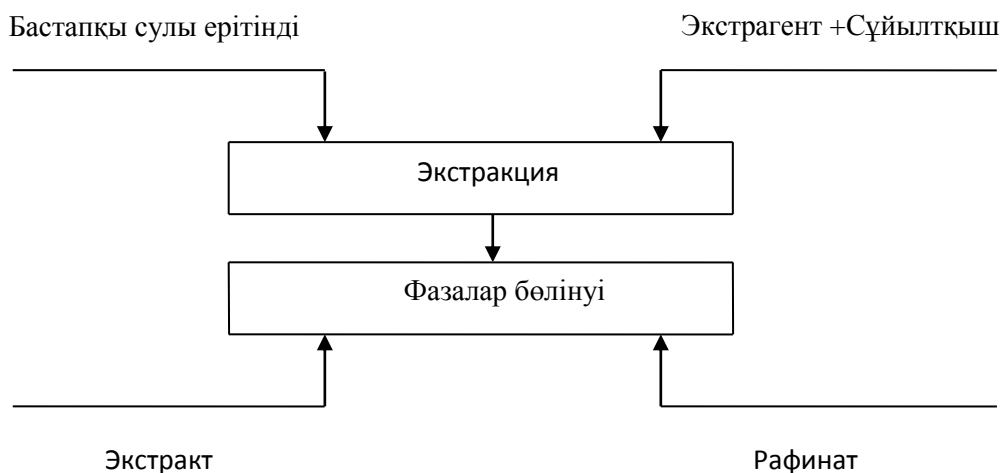 Бастапқы сулы ерітінді
Экстрагент +Сұйылтқыш
Экстракция
Фазалар бөлінуі
Экстракт
Рафинат